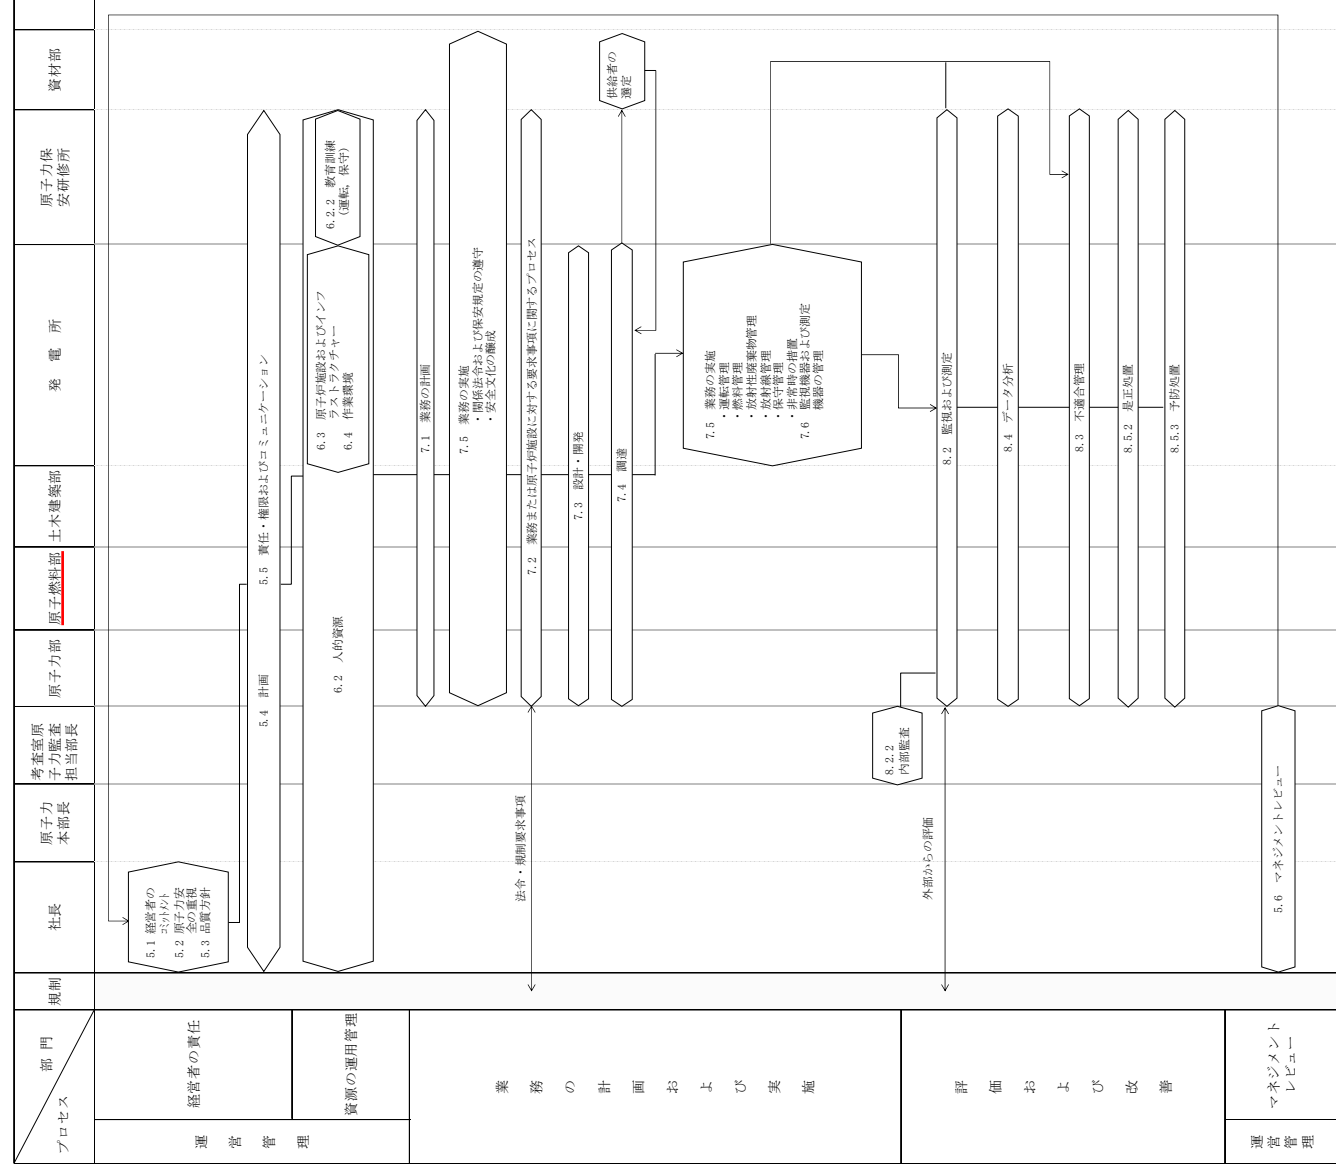 部 門
プロセス
規制
社長
原子力
本部長
考査室原
子力監査
担当部長
原子力部
原子燃料部
土木建築部
発 電 所
原子力保
安研修所
資材部
運 営 管 理
経営者の責任
5.1 経営者の
コミットメント
5.2 原子力安
全の重視
5.3 品質方針
5.4 計画
5.5 責任・権限およびコミュニケーション
資源の運用管理
6.2 人的資源
6.3 原子炉施設およびインフ
ラストラクチャー
6.4 作業環境
6.2.2 教育訓練
(運転，保守)
業 務 の 計 画 お よ び 実 施
7.1 業務の計画
7.5 業務の実施
・関係法令および保安規定の遵守
・安全文化の醸成
法令・規制要求事項
7.2 業務または原子炉施設に対する要求事項に関するプロセス
7.3 設計・開発
7.4 調達
供給者の
選定
7.5 業務の実施
・運転管理
・燃料管理
・放射性廃棄物管理
・放射線管理
・保守管理
・非常時の措置
7.6 監視機器および測定
機器の管理
評 価 お よ び 改 善
8.2.2
内部監査
外部からの評価
8.2 監視および測定
8.4 データ分析
8.3 不適合管理
8.5.2 是正処置
8.5.3 予防処置
運 営 管 理
マネジメント
レビュー
5.6 マネジメントレビュー